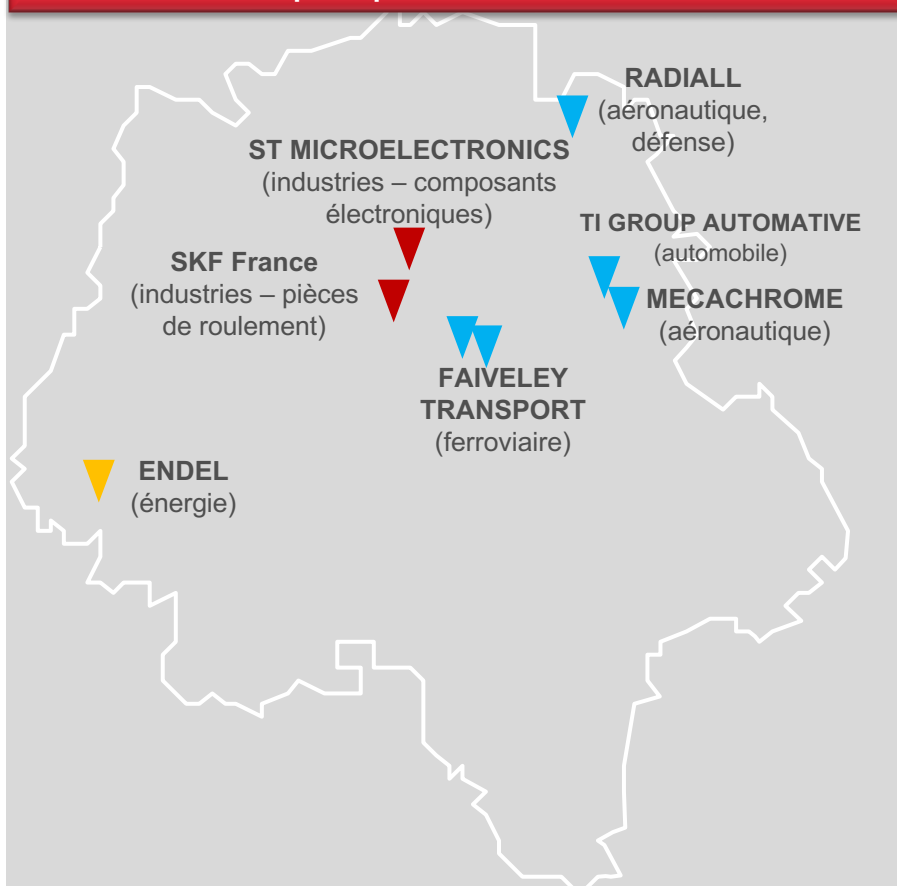 RADIALL
(aéronautique,
défense)
ST MICROELECTRONICS
(industries – composants
électroniques)
TI GROUP AUTOMATIVE
(automobile)
SKF France
(industries – pièces
de roulement)
MECACHROME
(aéronautique)
FAIVELEY
TRANSPORT
(ferroviaire)
ENDEL
(énergie)